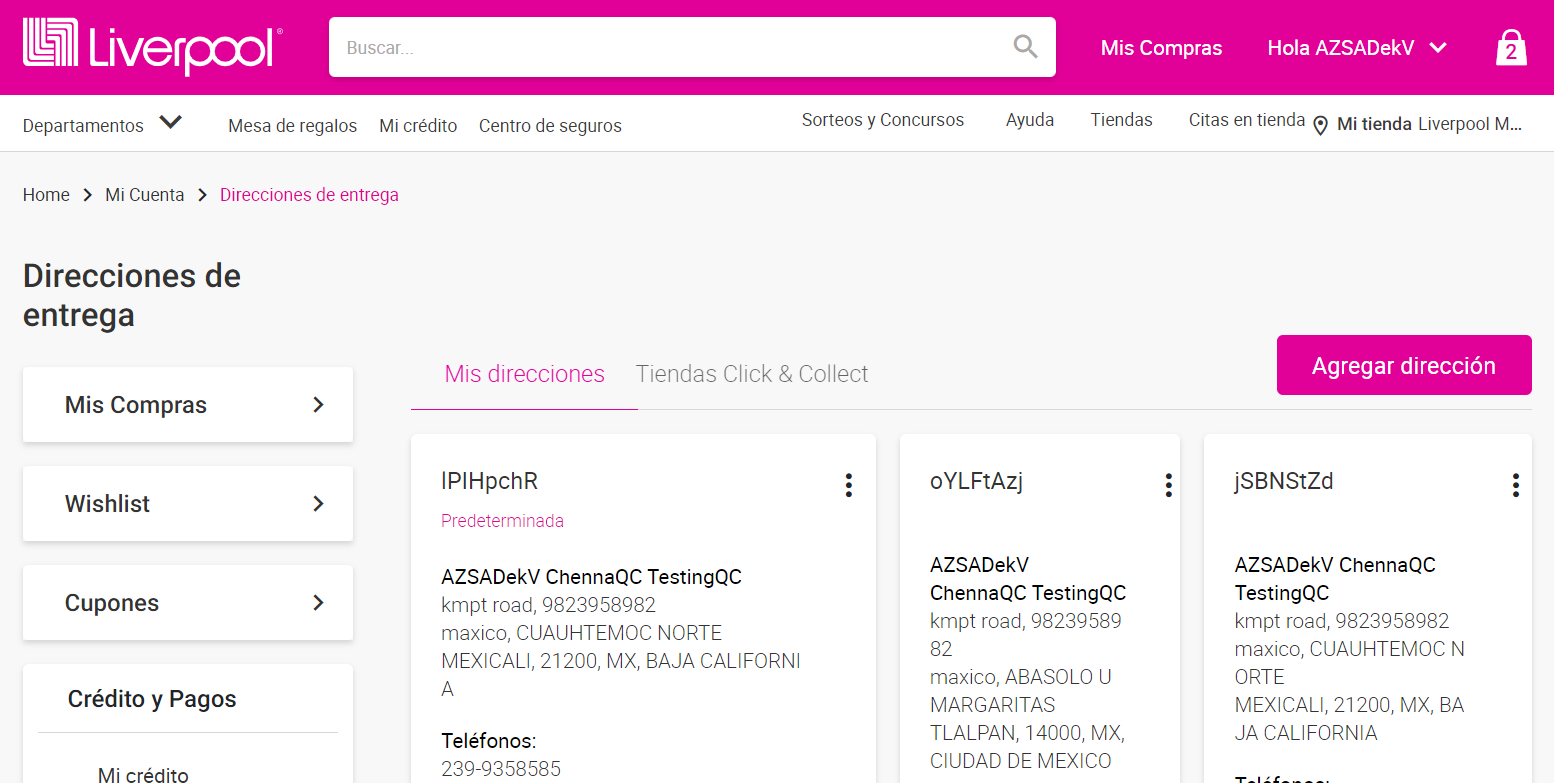 Liverpool®
Buscar...
Mis Compras
Hola AZSADekV
2
Departamentos
Mesa de regalos
Mi crédito
Centro de seguros
Sorteos y Concursos
Ayuda
Tiendas
Citas en tienda
Mi tienda Liverpool M...
Home > Mi Cuenta > Direcciones de entrega
Direcciones de
entrega
Mis Compras
Wishlist
Cupones
Crédito y Pagos
Mi crédito
Mis direcciones
Tiendas Click & Collect
Agregar dirección
lPIHpchR
Predeterminada
AZSADekV ChennaQC TestingQC
kmpt road, 9823958982
maxico, CUAUHTEMOC NORTE
MEXICALI, 21200, MX, BAJA CALIFORNI
A
Teléfonos:
239-9358585
oYLFtAzj
AZSADekV
ChennaQC TestingQC
kmpt road, 98239589
82
maxico, ABASOLO U
MARGARITAS
TLALPAN, 14000, MX,
CIUDAD DE MEXICO
jSBNStZd
AZSADekV ChennaQC
TestingQC
kmpt road, 9823958982
maxico, CUAUHTEMOC N
ORTE
MEXICALI, 21200, MX, BA
JA CALIFORNIA
Teléfonos: